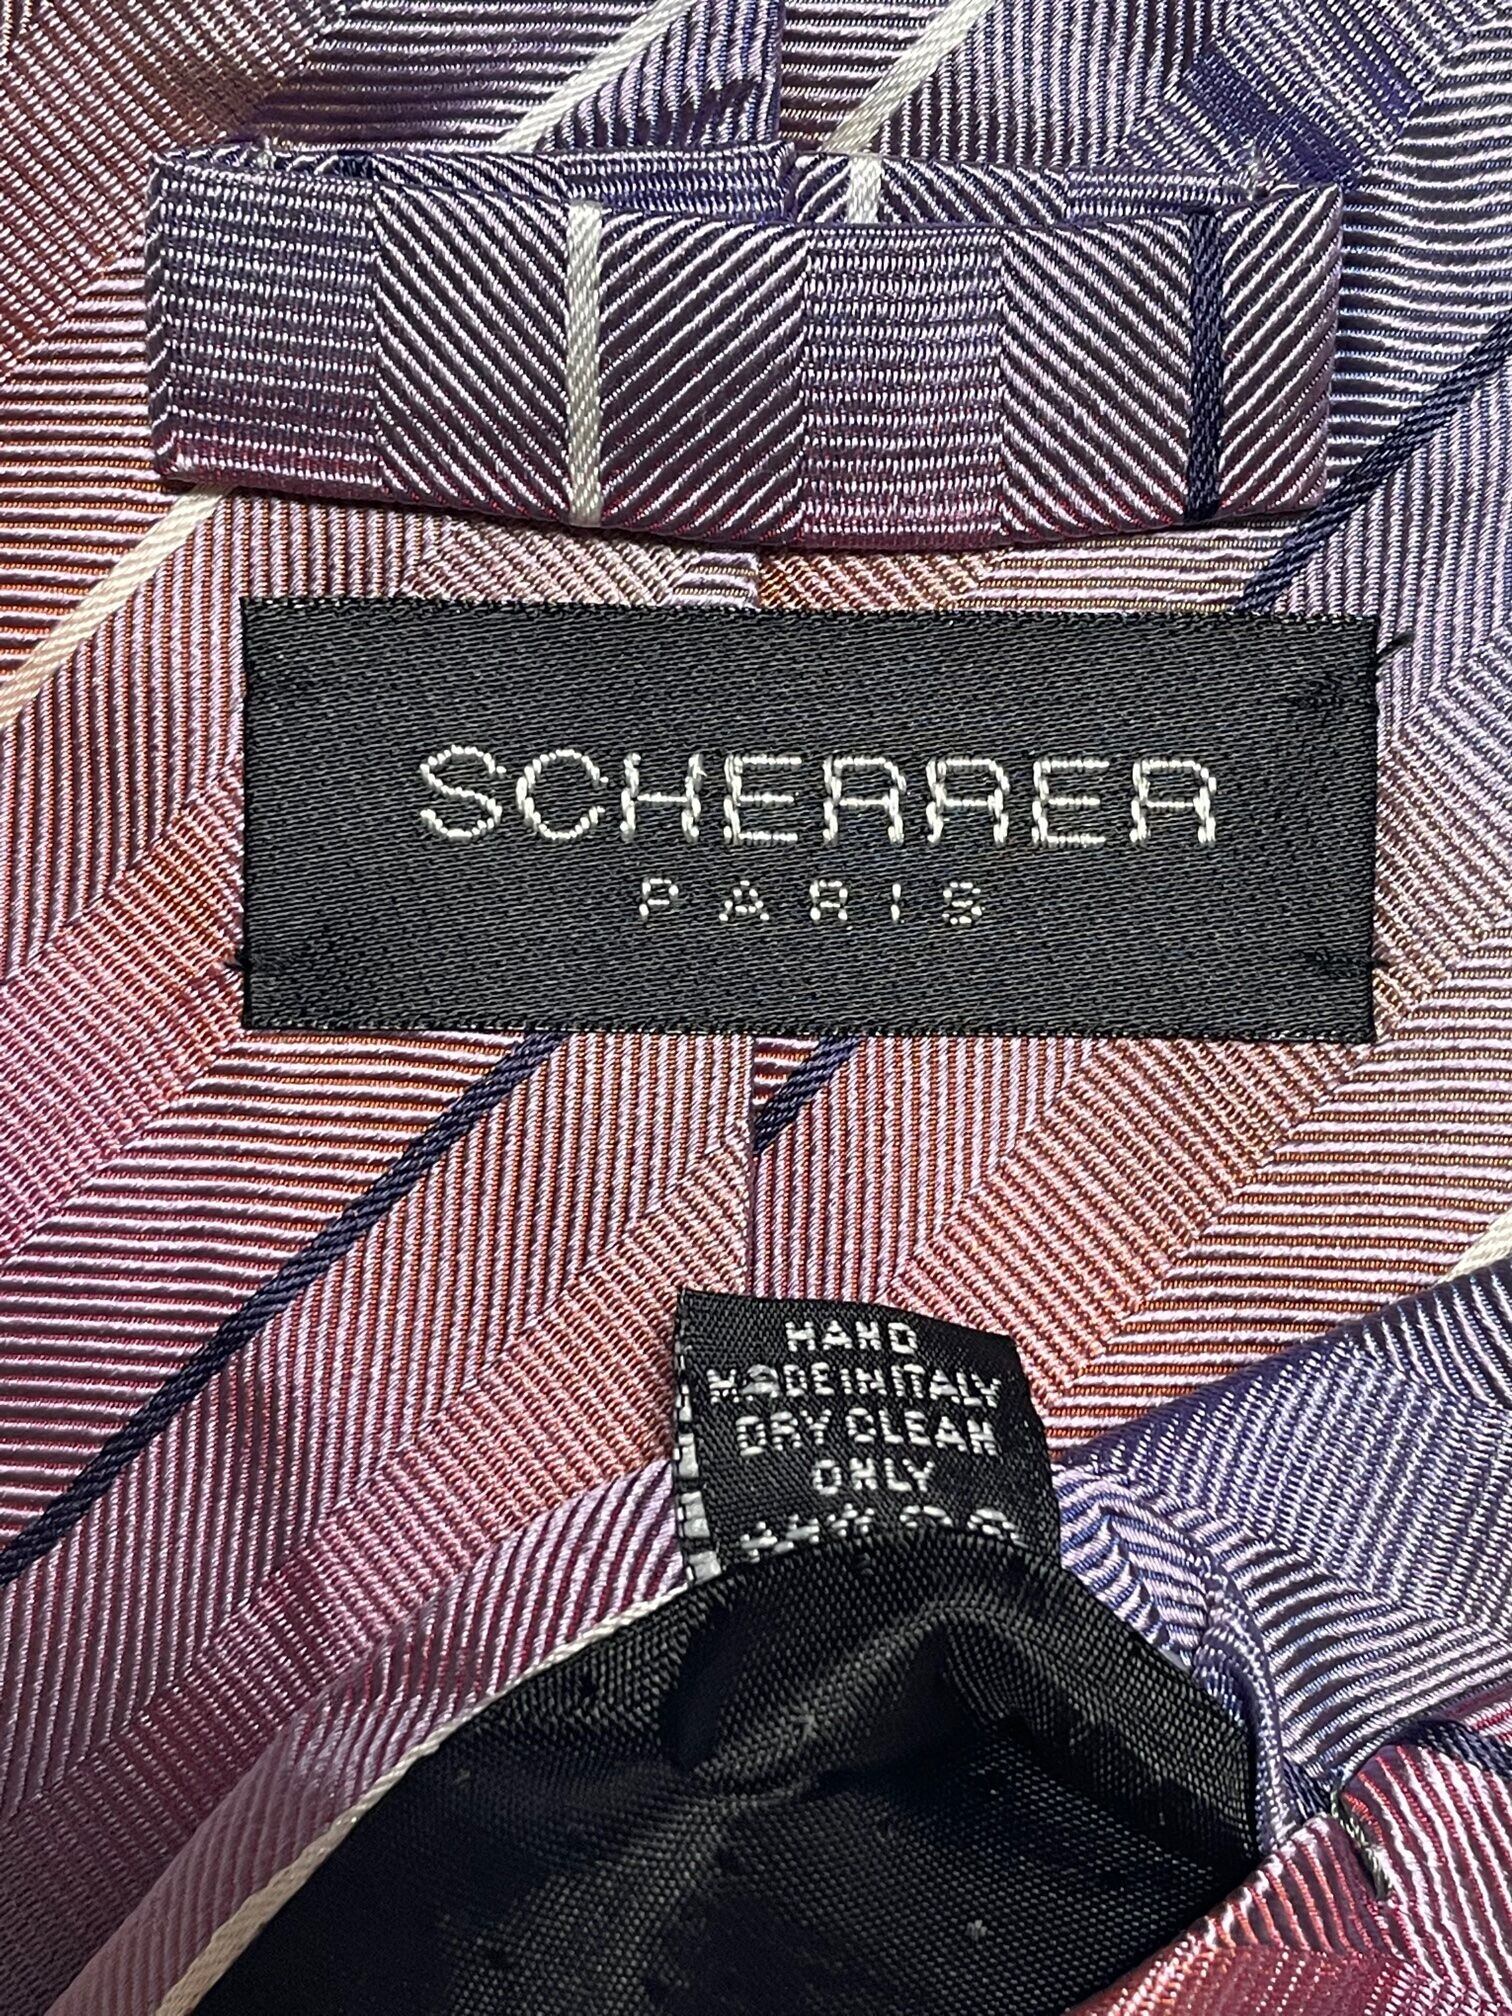 SCHERRER
PARIS
HAND
MADE IN ITALY
DRY CLEAN
ONLY